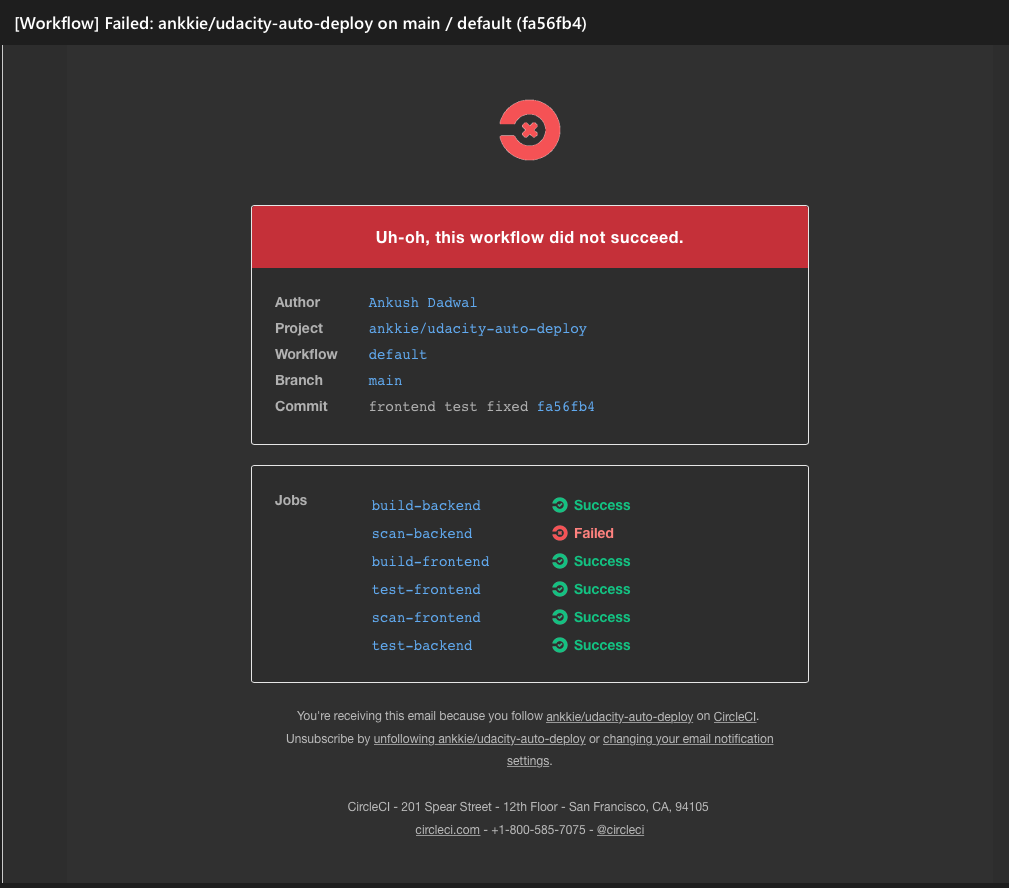 [Workflow] Failed: ankkie/udacity-auto-deploy on main / default (fa56fb4)
Uh-oh, this workflow did not succeed.
Author Ankush Dadwal
Project ankkie/udacity-auto-deploy
Workflow default
Branch main
Commit frontend test fixed fa56fb4
Jobs build-backend Success
scan-backend Failed
build-frontend Success
test-frontend Success
scan-frontend Success
test-backend Success
You're receiving this email because you follow ankkie/udacity-auto-deploy on CircleCI.
Unsubscribe by unfollowing ankkie/udacity-auto-deploy or changing your email notification
settings.
CircleCI - 201 Spear Street - 12th Floor - San Francisco, CA, 94105
circleci.com - +1-800-585-7075 - @circleci